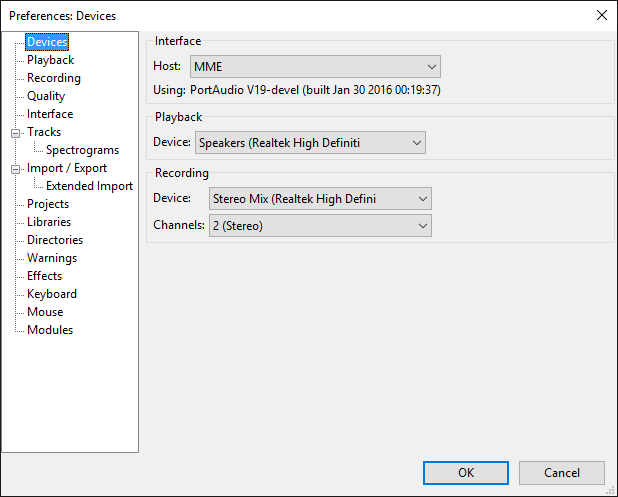 Preferences: Devices
Devices
Playback
Recording
Quality
Interface
Tracks
Spectrograms
Import / Export
Extended Import
Projects
Libraries
Directories
Warnings
Effects
Keyboard
Mouse
Modules
Interface
Host: MME
Using: PortAudio V19-devel (built Jan 30 2016 00:19:37)
Playback
Device: Speakers (Realtek High Definiti
Recording
Device: Stereo Mix (Realtek High Defini
Channels: 2 (Stereo)
OK Cancel